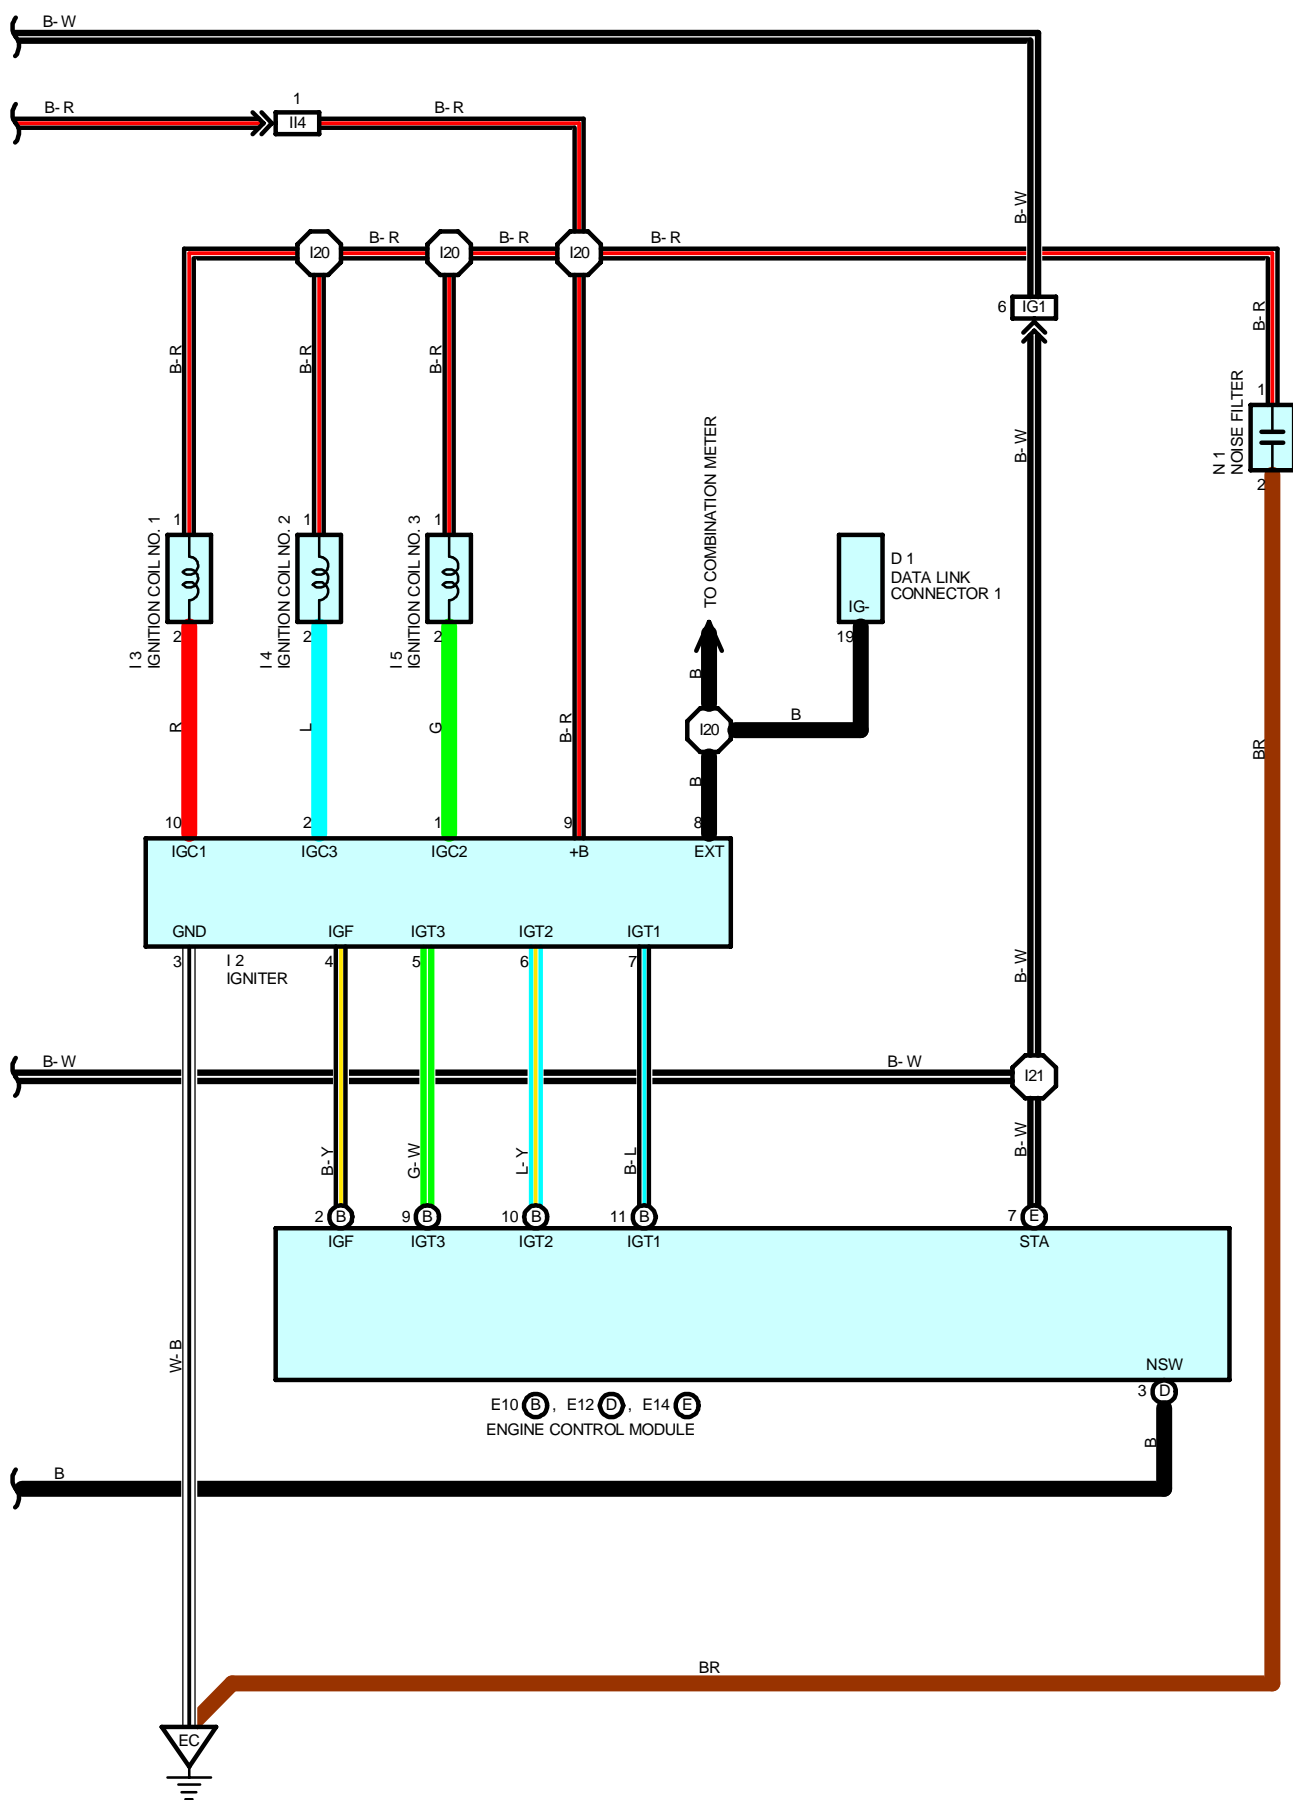 B- W
B- R
1
II4
B- R
B- W
I20
B- R
I20
B- R
I20
B- R
6
IG1
B- R
B- R
B- R
B- R
B- W
1
N 1
NOISE FILTER
2
TO COMBINATION METER
1
I 3
IGNITION COIL NO. 1
2
1
I 4
IGNITION COIL NO. 2
2
1
I 5
IGNITION COIL NO. 3
2
D 1
DATA LINK
CONNECTOR 1
IG-
19
B
I20
B
R
L
G
B- R
B
BR
10
2
1
9
8
IGC1
IGC3
IGC2
+B
EXT
GND
IGF
IGT3
IGT2
IGT1
3
I 2
IGNITER
4
5
6
7
B- W
B- W
B- W
I21
B- Y
G- W
L- Y
B- L
B- W
2
B
9
B
10
B
11
B
7
E
IGF
IGT3
IGT2
IGT1
STA
W- B
NSW
3
D
E10 B , E12 D , E14 E
ENGINE CONTROL MODULE
B
B
BR
EC